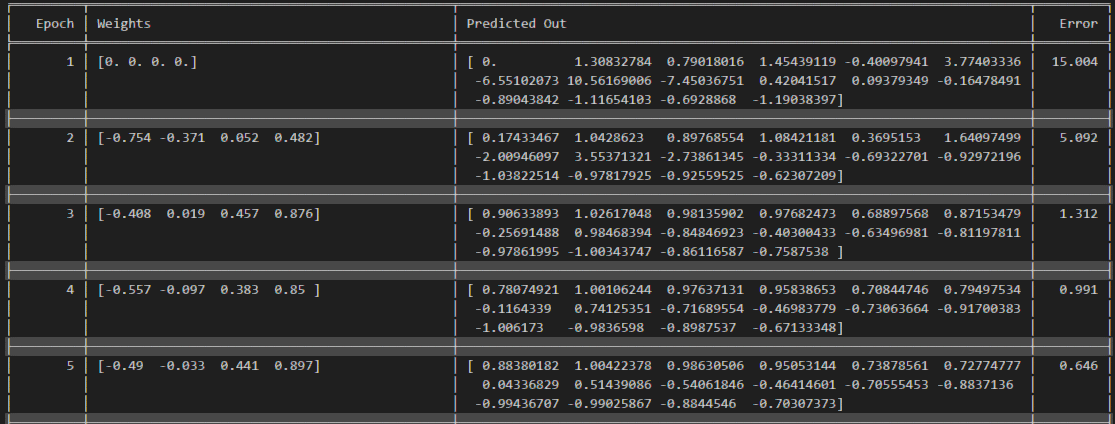 Epoch Weights Predicted Out Error
1 [0. 0. 0. 0.] [ 0. 1.30832784 0.79018016 1.45439119 -0.40097941 3.77403336 15.004
-6.55102073 10.56169006 -7.45036751 0.42041517 0.09379349 -0.16478491
-0.89043842 -1.11654103 -0.6928868 -1.19038397]
2 [-0.754 -0.371 0.052 0.482] [ 0.17433467 1.0428623 0.89768554 1.08421181 0.3695153 1.64097499 5.092
-2.00946097 3.55371321 -2.73861345 -0.33311334 -0.69322701 -0.92972196
-1.03822514 -0.97817925 -0.92559525 -0.62307209]
3 [-0.408 0.019 0.457 0.876] [ 0.90633893 1.02617048 0.98135902 0.97682473 0.68897568 0.87153479 1.312
-0.25691488 0.98468394 -0.84846923 -0.40300433 -0.63496981 -0.81197811
-0.97861995 -1.00343747 -0.86116587 -0.7587538 ]
4 [-0.557 -0.097 0.383 0.85 ] [ 0.78074921 1.00106244 0.97637131 0.95838653 0.70844746 0.79497534 0.991
-0.1164339 0.74125351 -0.71689554 -0.46983779 -0.73063664 -0.91700383
-1.006173 -0.9836598 -0.8987537 -0.67133348]
5 [-0.49 -0.033 0.441 0.897] [ 0.88380182 1.00422378 0.98630506 0.95053144 0.73878561 0.72774777 0.646
0.04336829 0.51439086 -0.54061846 -0.46414601 -0.70555453 -0.8837136
-0.99436707 -0.99025867 -0.8844546 -0.70307373]